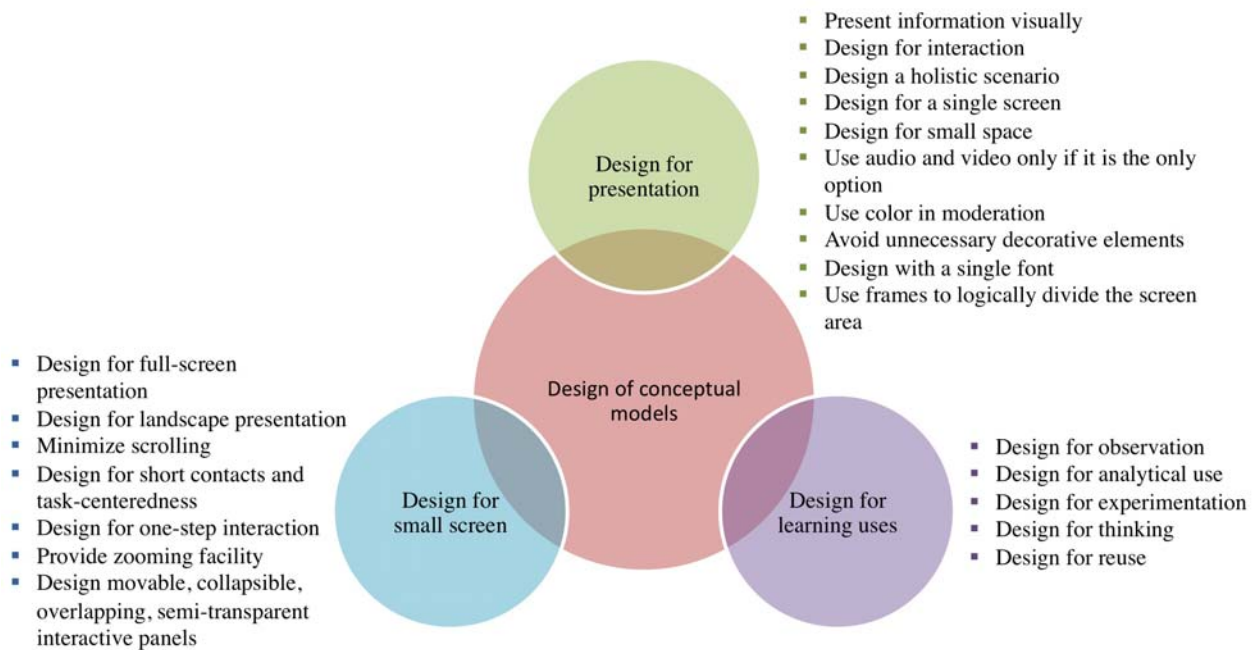 Present information visually
Design for interaction
Design a holistic scenario
Design for a single screen
Design for small space
Use audio and video only if it is the only
option
Use color in moderation
Avoid unnecessary decorative elements
Design with a single font
Use frames to logically divide the screen
area
Design for
presentation
Design of conceptual
models
Design for full-screen
presentation
Design for landscape presentation
Minimize scrolling
Design for short contacts and
task-centeredness
Design for one-step interaction
Provide zooming facility
Design movable, collapsible,
overlapping, semi-transparent
interactive panels
Design for
small screen
Design for
learning uses
Design for observation
Design for analytical use
Design for experimentation
Design for thinking
Design for reuse